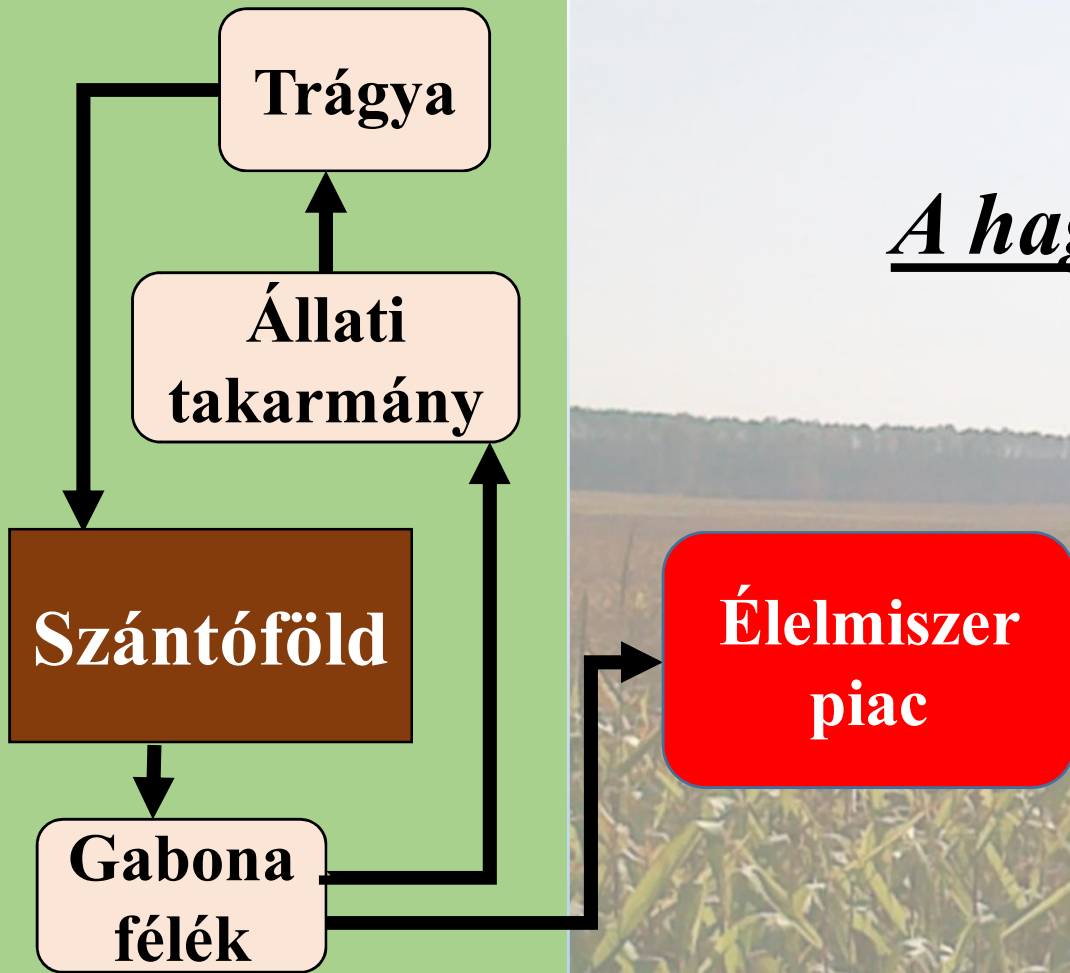 Trágya
A
Állati
takarmány
Szántóföld
Élelmiszer
piac
Gabona
félék